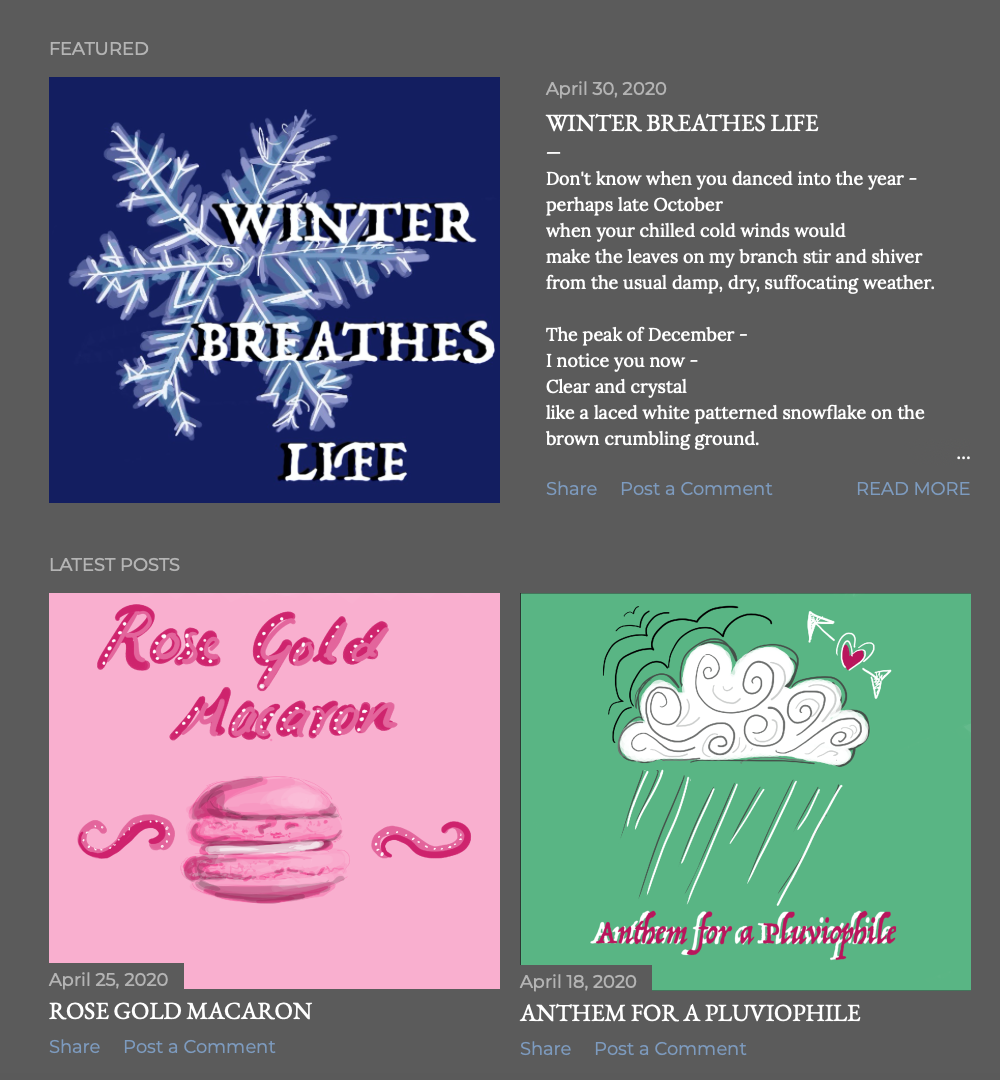 FEATURED
WINTER
BREATHES
LIFE
April 30, 2020
WINTER BREATHES LIFE
Don't know when you danced into the year -
perhaps late October
when your chilled cold winds would
make the leaves on my branch stir and shiver
from the usual damp, dry, suffocating weather.
The peak of December -
I notice you now -
Clear and crystal
like a laced white patterned snowflake on the
brown crumbling ground.
...
Share Post a Comment READ MORE
LATEST POSTS
Rose Gold
Macaron
April 25, 2020
ROSE GOLD MACARON
Share Post a Comment
Anthem for a Pluviophile
April 18, 2020
ANTHEM FOR A PLUVIOPHILE
Share Post a Comment